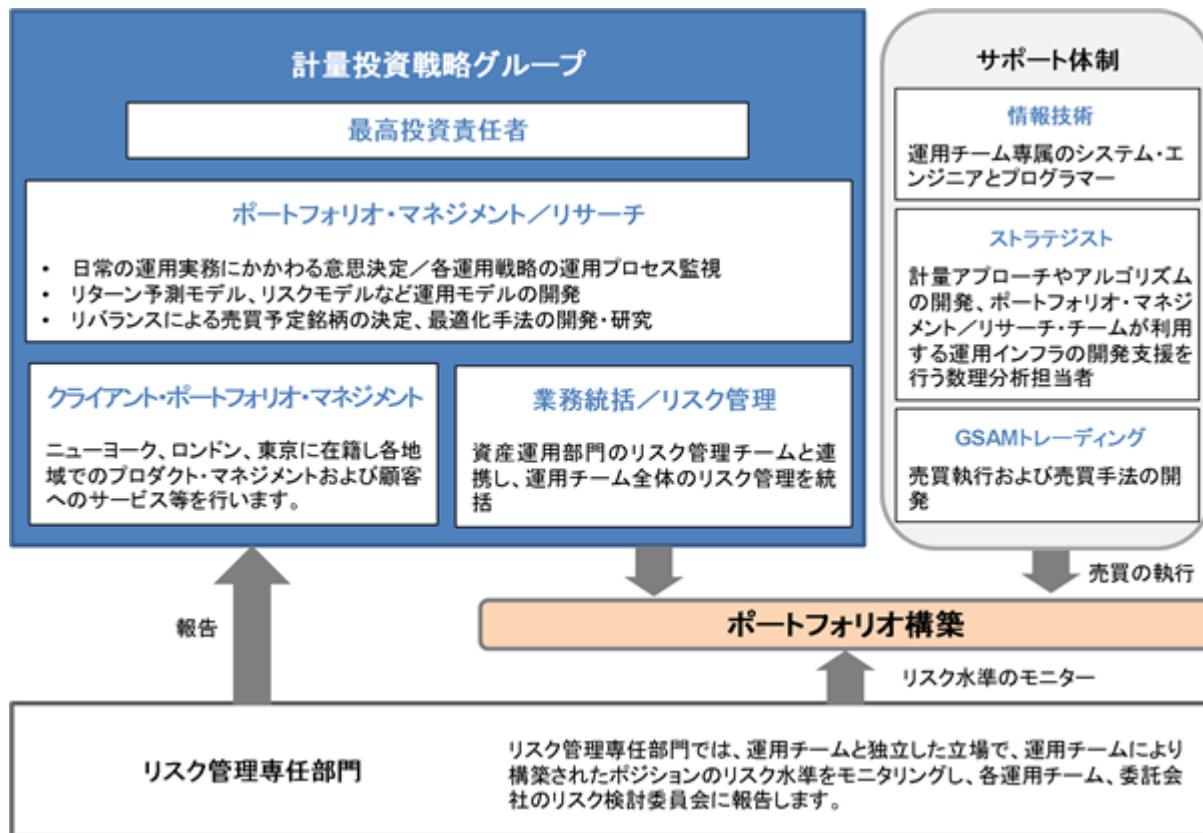 計量投資戦略グループ
最高投資責任者
ポートフォリオ・マネジメント／リサーチ
• 日常の運用実務にかかわる意思決定／各運用戦略の運用プロセス監視
• リターン予測モデル、リスクモデルなど運用モデルの開発
• リバランスによる売買予定銘柄の決定、最適化手法の開発・研究
クライアント・ポートフォリオ・マネジメント
ニューヨーク、ロンドン、東京に在籍し各地
域でのプロダクト・マネジメントおよび顧客
へのサービス等を行います。
業務統括／リスク管理
資産運用部門のリスク管理チームと連
携し、運用チーム全体のリスク管理を統
括
サポート体制
情報技術
運用チーム専属のシステム・エ
ンジニアとプログラマー
ストラテジスト
計量アプローチやアルゴリズム
の開発、ポートフォリオ・マネジ
メント／リサーチ・チームが利用
する運用インフラの開発支援を
行う数理分析担当者
GSAMトレーディング
売買執行および売買手法の開
発
売買の執行
ポートフォリオ構築
報告
リスク水準のモニター
リスク管理専任部門
リスク管理専任部門では、運用チームと独立した立場で、運用チームにより
構築されたポジションのリスク水準をモニタリングし、各運用チーム、委託会
社のリスク検討委員会に報告します。